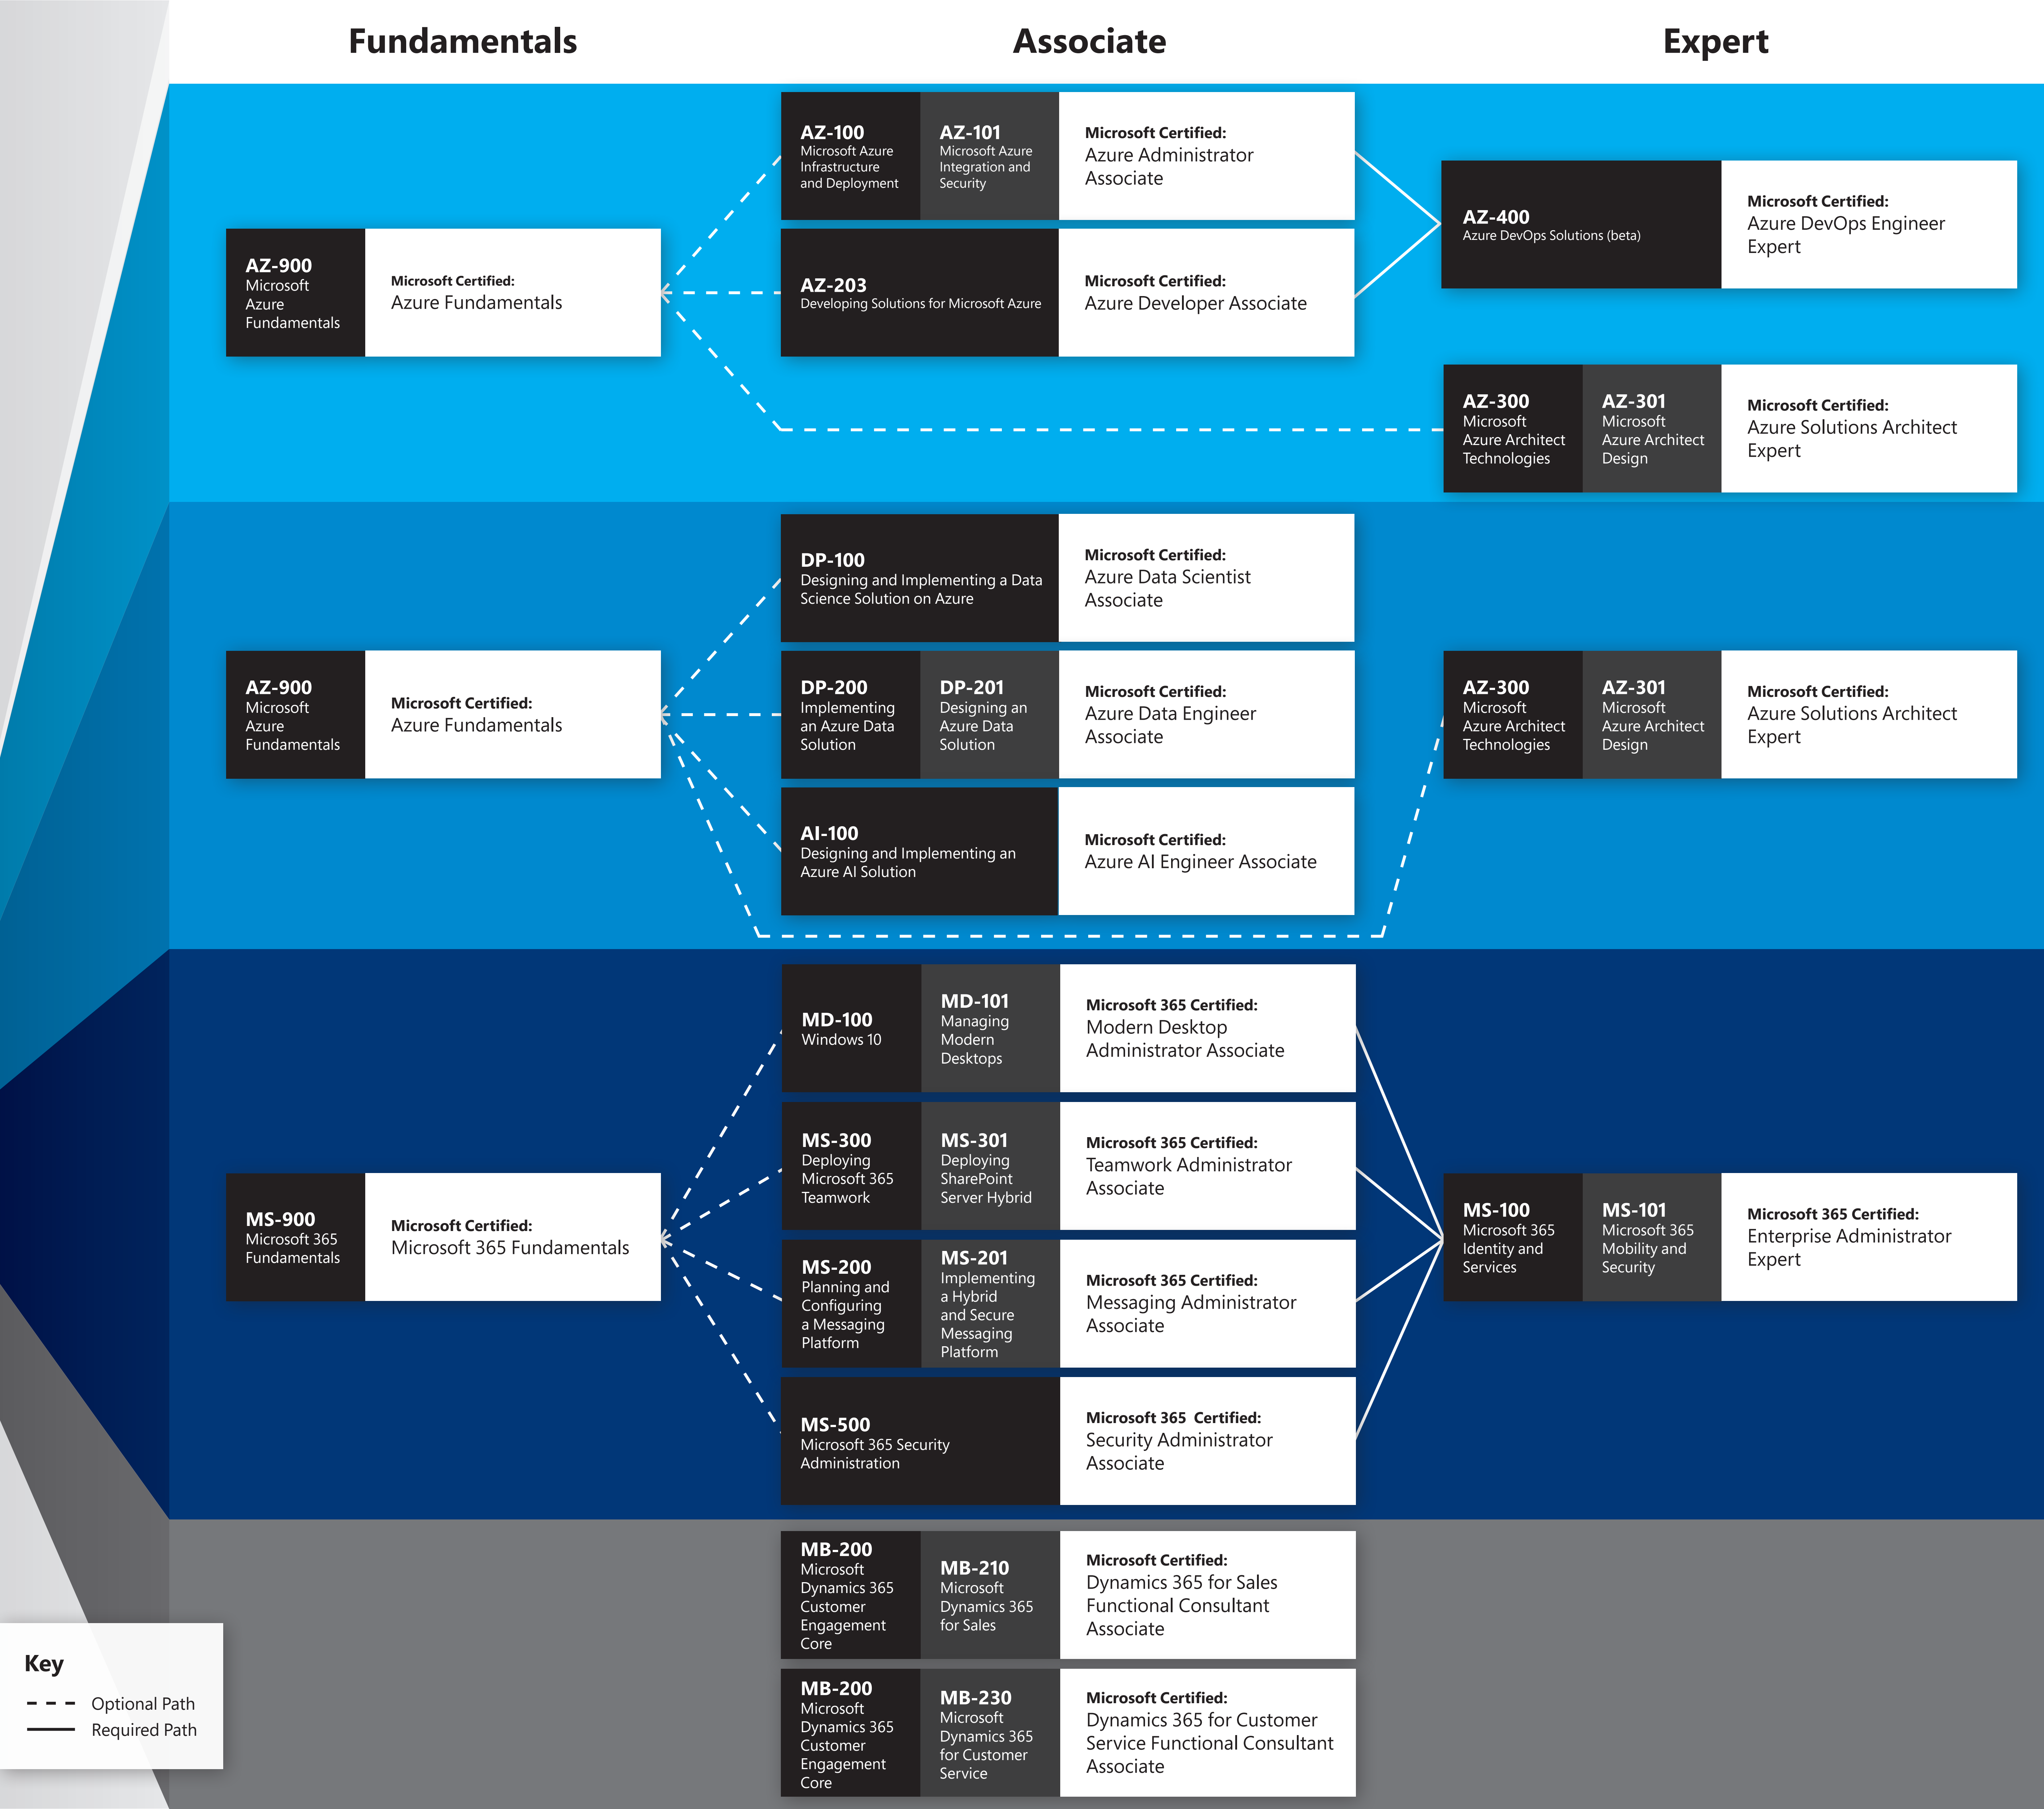 Fundamentals
Associate
Expert
AZ-900
Microsoft
Azure
Fundamentals
Microsoft Certified:
Azure Fundamentals
AZ-100
Microsoft Azure
Infrastructure
and Deployment
AZ-101
Microsoft Azure
Integration and
Security
Microsoft Certified:
Azure Administrator
Associate
AZ-203
Developing Solutions for Microsoft Azure
Microsoft Certified:
Azure Developer Associate
AZ-400
Azure DevOps Solutions (beta)
Microsoft Certified:
Azure DevOps Engineer
Expert
AZ-300
Microsoft
Azure Architect
Technologies
AZ-301
Microsoft
Azure Architect
Design
Microsoft Certified:
Azure Solutions Architect
Expert
AZ-900
Microsoft
Azure
Fundamentals
Microsoft Certified:
Azure Fundamentals
DP-100
Designing and Implementing a Data
Science Solution on Azure
Microsoft Certified:
Azure Data Scientist
Associate
DP-200
Implementing
an Azure Data
Solution
DP-201
Designing an
Azure Data
Solution
Microsoft Certified:
Azure Data Engineer
Associate
AI-100
Designing and Implementing an
Azure AI Solution
Microsoft Certified:
Azure AI Engineer Associate
AZ-300
Microsoft
Azure Architect
Technologies
AZ-301
Microsoft
Azure Architect
Design
Microsoft Certified:
Azure Solutions Architect
Expert
MS-900
Microsoft 365
Fundamentals
Microsoft Certified:
Microsoft 365 Fundamentals
MD-100
Windows 10
MD-101
Managing
Modern
Desktops
Microsoft 365 Certified:
Modern Desktop
Administrator Associate
MS-300
Deploying
Microsoft 365
Teamwork
MS-301
Deploying
SharePoint
Server Hybrid
Microsoft 365 Certified:
Teamwork Administrator
Associate
MS-200
Planning and
Configuring
a Messaging
Platform
MS-201
Implementing
a Hybrid
and Secure
Messaging
Platform
Microsoft 365 Certified:
Messaging Administrator
Associate
MS-500
Microsoft 365 Security
Administration
Microsoft 365 Certified:
Security Administrator
Associate
MS-100
Microsoft 365
Identity and
Services
MS-101
Microsoft 365
Mobility and
Security
Microsoft 365 Certified:
Enterprise Administrator
Expert
MB-200
Microsoft
Dynamics 365
Customer
Engagement
Core
MB-210
Microsoft
Dynamics 365
for Sales
Microsoft Certified:
Dynamics 365 for Sales
Functional Consultant
Associate
MB-200
Microsoft
Dynamics 365
Customer
Engagement
Core
MB-230
Microsoft
Dynamics 365
for Customer
Service
Microsoft Certified:
Dynamics 365 for Customer
Service Functional Consultant
Associate
Key
Optional Path
Required Path